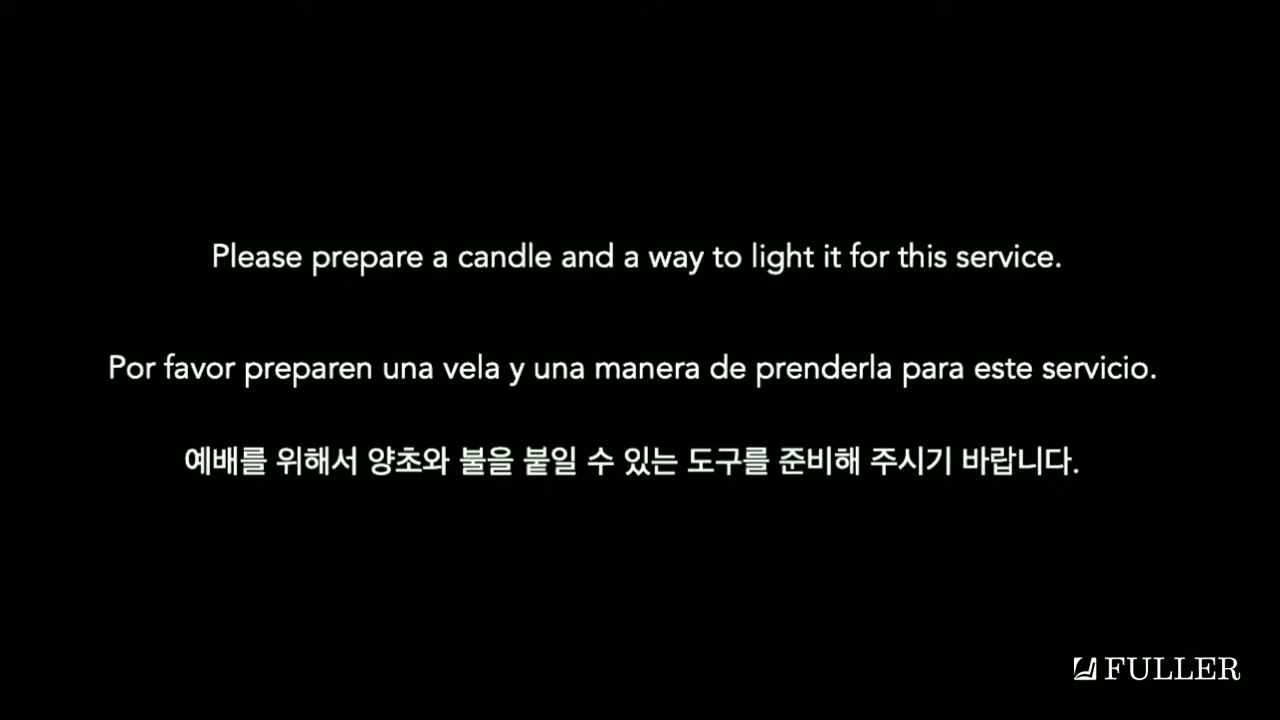 Please prepare a candle and a way to light it for this service.
Por favor preparen una vela y una manera de prenderla para este servicio.
예배를 위해서 양초와 불을 붙일 수 있는 도구를 준비해 주시기 바랍니다.
FULLER